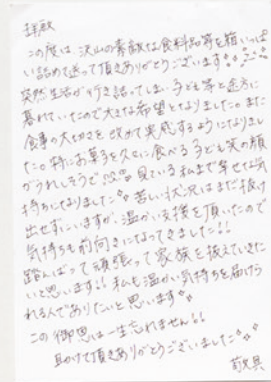 拝啓
この度は、沢山の素敵な食料品等を箱いっぱ
い詰めて送って頂きありがとうございます
突然生活が行き詰ってしまい子ども等と途方に
暮れていたので大きな希望となりました。また
食事の大切さを改めて実感するようになりまし
た。特にお菓子を久々に食べる子ども笑の顔
がうれしそうで 見ている私まで幸せな気
持ちになりました 苦しい状況はまだ抜け
出せずにいますが、温かい支援を頂いたので
気持ちも前向きになってきました!!
踏んばって頑張って家族を支えていきた
いと思います!! 私も温かい気持ちを届けら
れる人でありたいと思います
この御恩は一生忘れません!!
助けて頂きありがとうございました
敬具